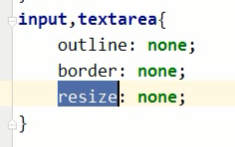 input,textarea{
    outline: none;
    border: none;
    resize: none;
}